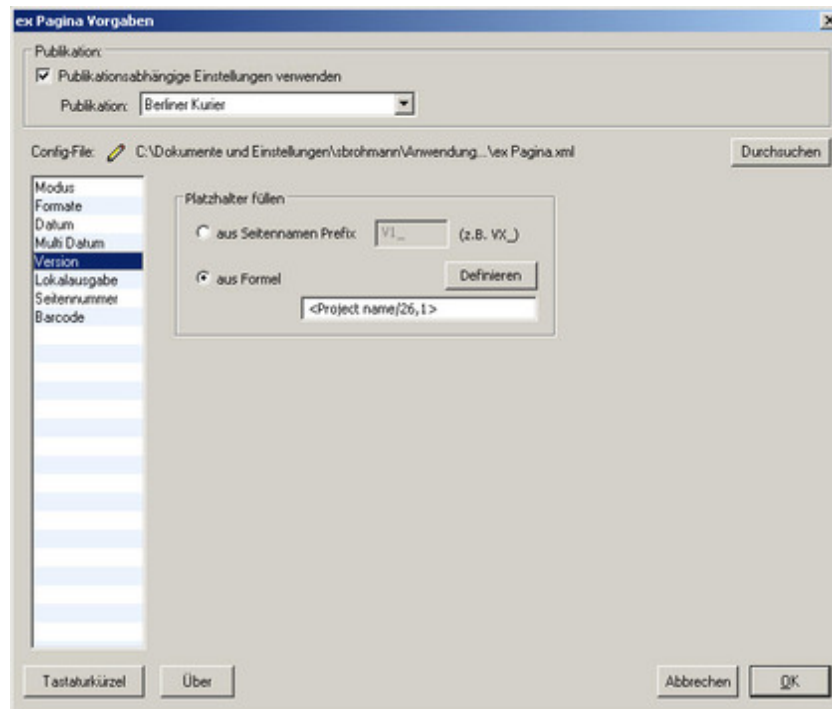 ex Pagina Vorgaben
Publikation:
Publikationsabhängige Einstellungen verwenden
Publikation: Berliner Kurier
Config-File: C:\Dokumente und Einstellungen\sbrohmann\Anwendung...\ex Pagina.xml Durchsuchen
Modus
Formate
Datum
Multi Datum
Version
Lokalausgabe
Seitennummer
Barcode
Platzhalter füllen
aus Seitennamen Prefix V1_ (z.B. VX_)
aus Formel Definieren
<Project name/26,1>
Tastaturkürzel Über Abbrechen OK